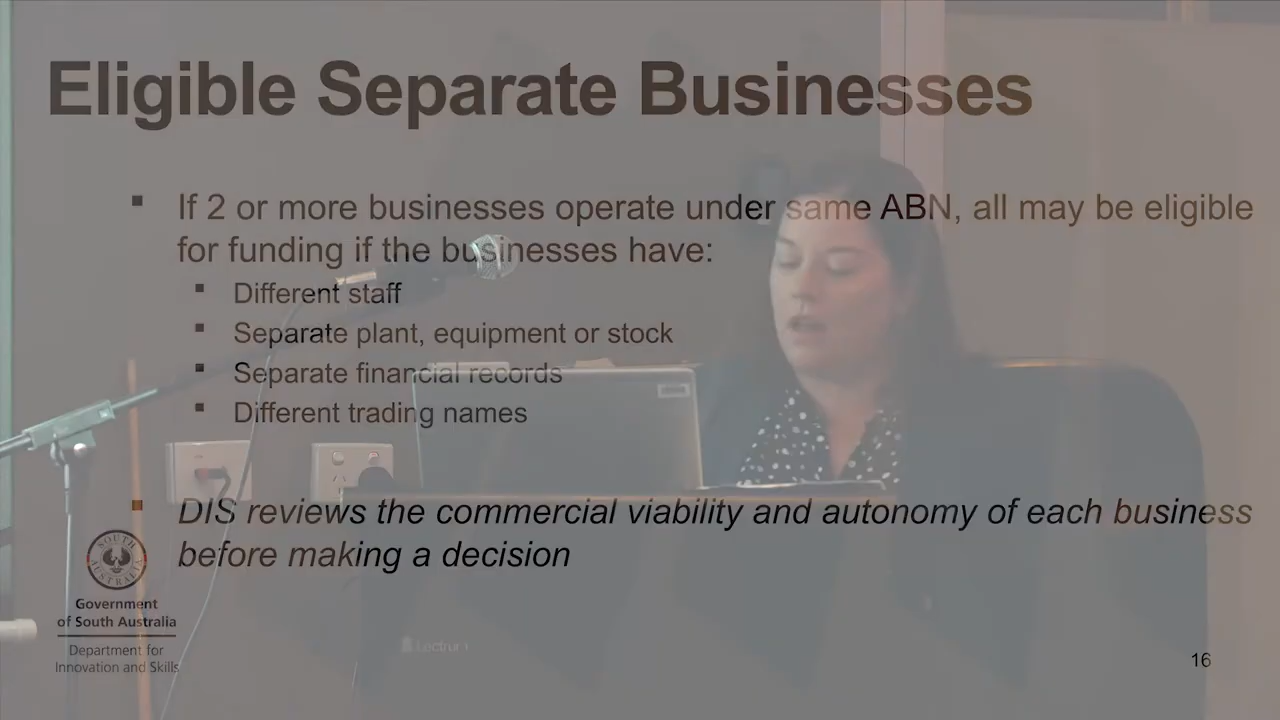 Eligible Separate Businesses
If 2 or more businesses operate under same ABN, all may be eligible
for funding if the businesses have:
Different staff
Separate plant, equipment or stock
Separate financial records
Different trading names
DIS reviews the commercial viability and autonomy of each business
before making a decision
SOUTH AUSTRALIA
Government
of South Australia
Department for
Innovation and Skills
16